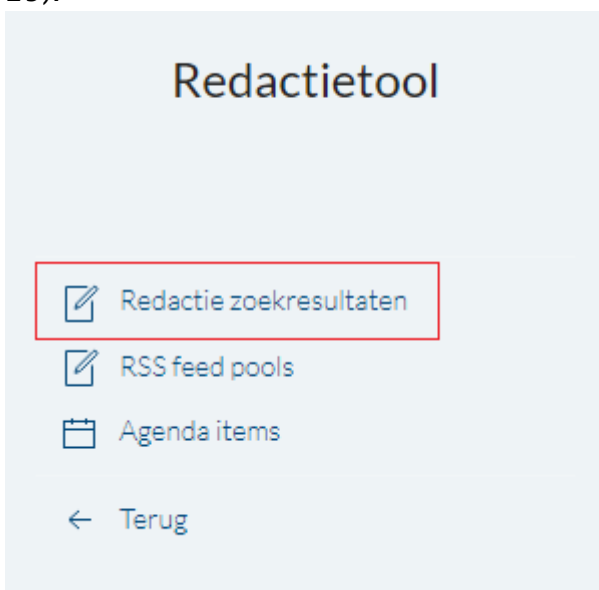 Redactietool
Redactie zoekresultaten
RSS feed pools
Agenda items
Terug